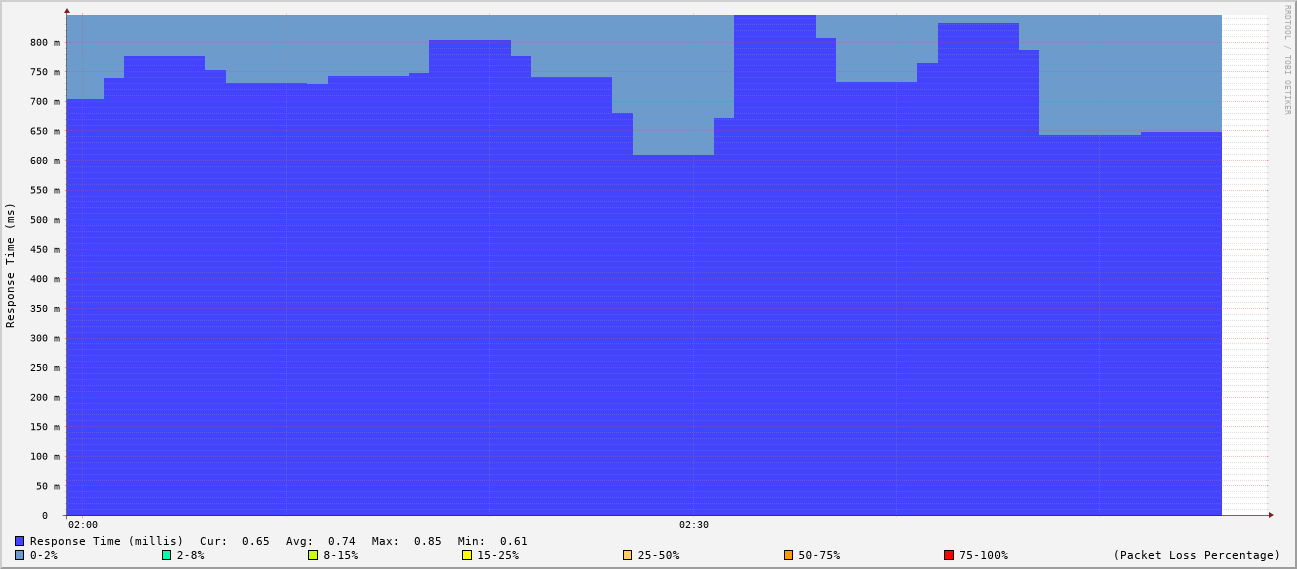 RRDTOOL / TOBI OETIKER
Response Time (ms)
800 m
750 m
700 m
650 m
600 m
550 m
500 m
450 m
400 m
350 m
300 m
250 m
200 m
150 m
100 m
50 m
0
02:00 02:30
Response Time (millis) Cur: 0.65 Avg: 0.74 Max: 0.85 Min: 0.61
0-2% 2-8% 8-15% 15-25% 25-50% 50-75% 75-100% (Packet Loss Percentage)